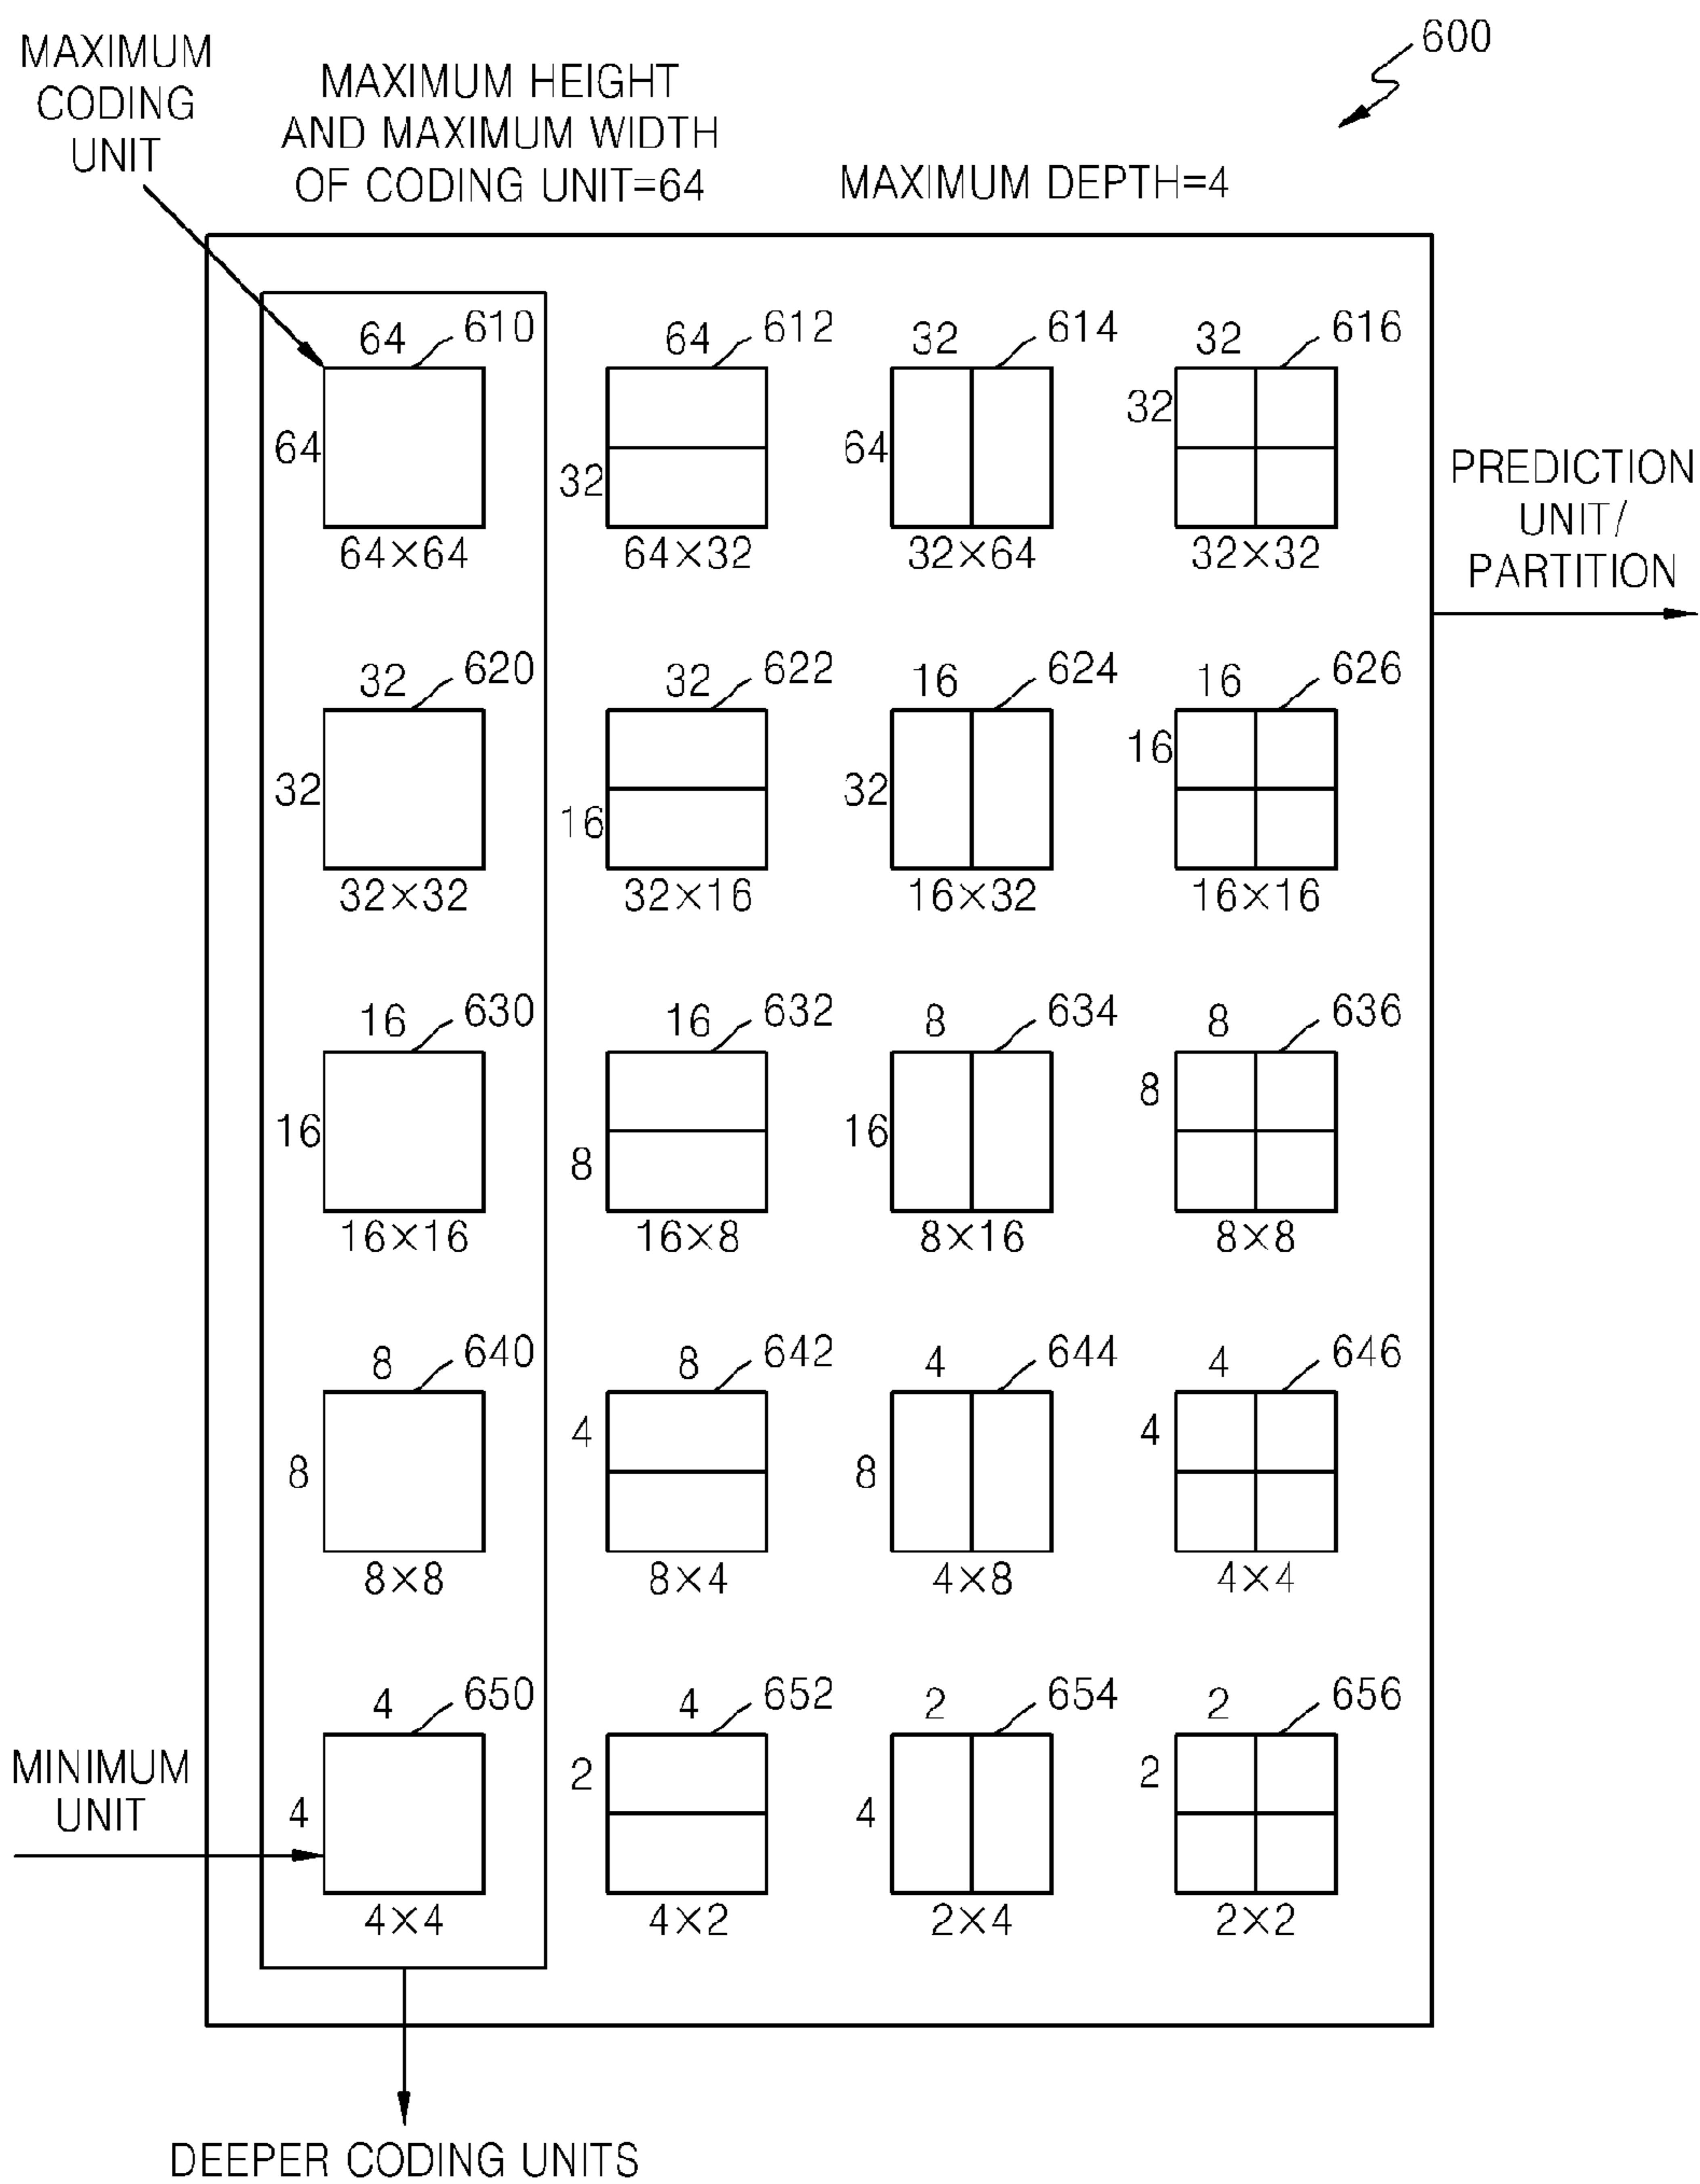 600
MAXIMUM
CODING
UNIT
MAXIMUM HEIGHT
AND MAXIMUM WIDTH
OF CODING UNIT=64
MAXIMUM DEPTH=4
64 610 64 612 32 614 32 616
64 32 64 32
64×64 64×32 32×64 32×32
PREDICTION
UNIT/
PARTITION
32 620 32 622 16 624 16 626
32 16 32 16
32×32 32×16 16×32 16×16
16 630 16 632 8 634 8 636
16 8 16 8
16×16 16×8 8×16 8×8
8 640 8 642 4 644 4 646
8 4 8 4
8×8 8×4 4×8 4×4
4 650 4 652 2 654 2 656
4 2 4 2
4×4 4×2 2×4 2×2
MINIMUM
UNIT
DEEPER CODING UNITS